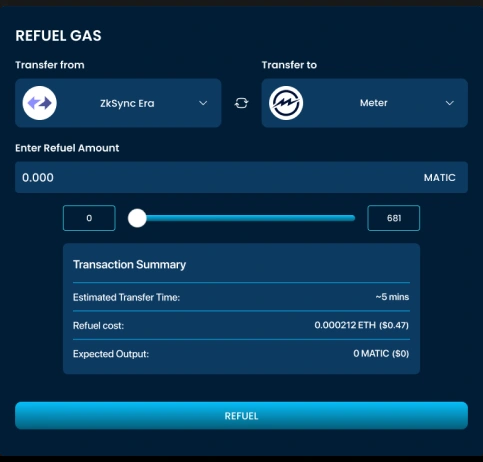 REFUEL GAS
Transfer from Transfer to
ZkSync Era Meter
Enter Refuel Amount
0.000 MATIC
0 681
Transaction Summary
Estimated Transfer Time: ~5 mins
Refuel cost: 0.000212 ETH ($0.47)
Expected Output: 0 MATIC ($0)
REFUEL